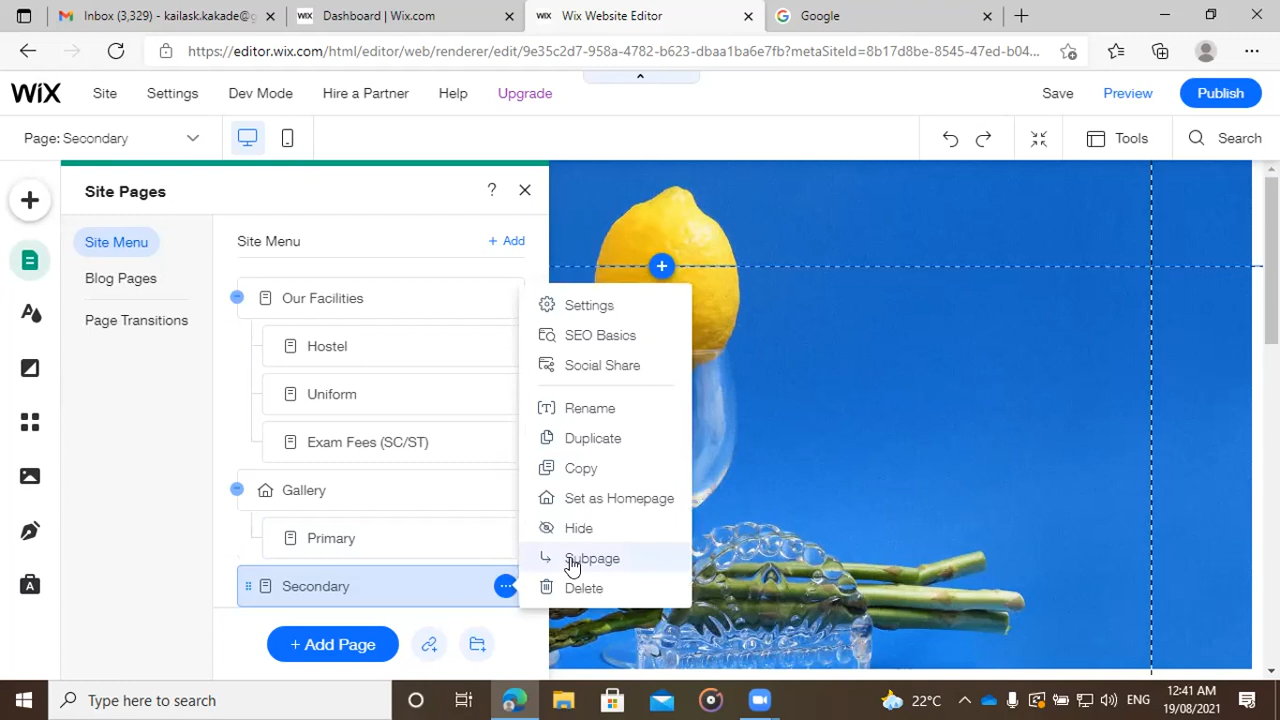 Inbox (3,329) - kailask.kakade@g
WiX Dashboard | Wix.com
WiX Wix Website Editor
Google
https://editor.wix.com/html/editor/web/renderer/edit/9e35c2d7-958a-4782-b623-dbaa1ba6e7fb?metaSiteId=8b17d8be-8545-47ed-b04...
WiX Site Settings Dev Mode Hire a Partner Help Upgrade Save Preview Publish
Page: Secondary Tools Search
Site Pages ?
Site Menu
Blog Pages
Page Transitions
Site Menu + Add
Our Facilities
Hostel
Uniform
Exam Fees (SC/ST)
Gallery
Primary
Secondary
+ Add Page
Settings
SEO Basics
Social Share
Rename
Duplicate
Copy
Set as Homepage
Hide
Subpage
Delete
Type here to search
22°C
ENG
12:41 AM
19/08/2021